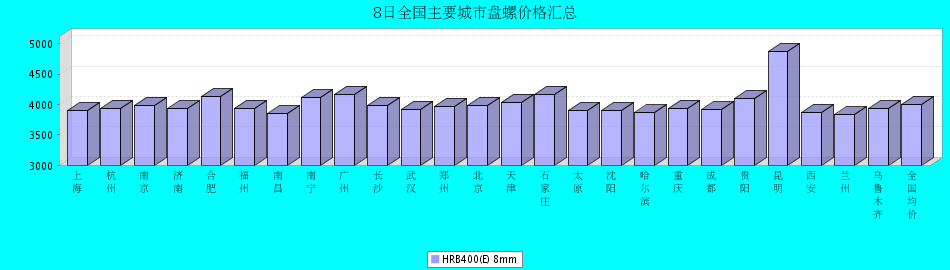 8日全国主要城市盘螺价格汇总
5000
4500
4000
3500
3000
上海
杭州
南京
济南
合肥
福州
南昌
南宁
广州
长沙
武汉
郑州
北京
天津
石家庄
太原
沈阳
哈尔滨
重庆
成都
贵阳
昆明
西安
兰州
乌鲁木齐
全国均价
HRB400(E) 8mm